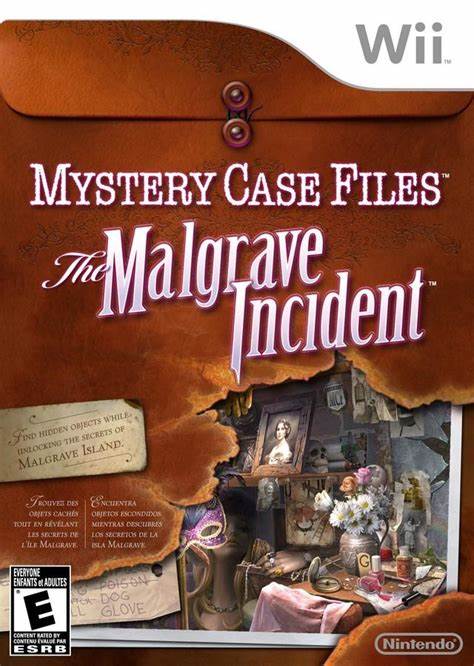 Wii™
MYSTERY CASE FILES™
The Malgrave
Incident™
FIND HIDDEN OBJECTS WHILE
UNLOCKING THE SECRETS OF
MALGRAVE ISLAND.
TROUVEZ DES
OBJETS CACHÉS
TOUT EN RÉVÉLANT
LES SECRETS DE
L'ÎLE MALGRAVE.
ENCUENTRA
OBJETOS ESCONDIDOS
MIENTRAS DESCUBRES
LOS SECRETOS DE LA
ISLA MALGRAVE.
POISON
DOG
GLOVE
G
EVERYONE
ENFANTS et ADULTES
E
CONTENT RATED BY
CONTENU ÉVALUÉ PAR
ESRB
Nintendo